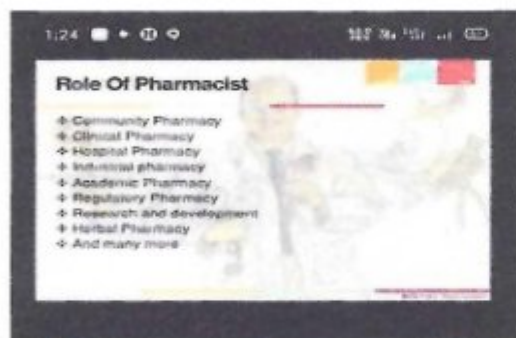 1:24
Role Of Pharmacist
❖ Community Pharmacy
❖ Clinical Pharmacy
❖ Hospital Pharmacy
❖ Industrial pharmacy
❖ Academic Pharmacy
❖ Regulatory Pharmacy
❖ Research and development
❖ Herbal Pharmacy
❖ And many more